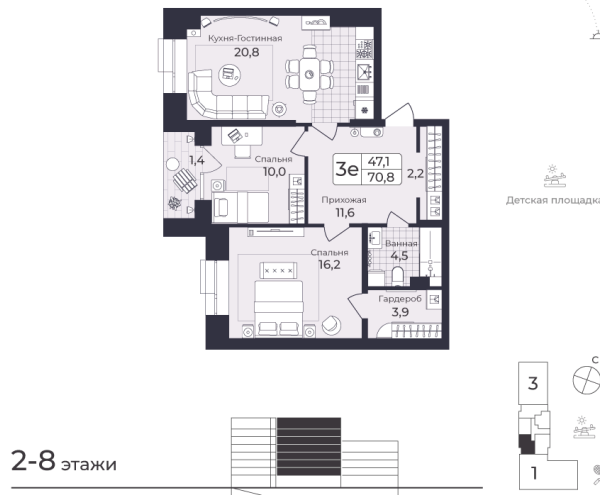 Кухня-Гостинная
20,8
1,4
Спальня
10,0
3е
47,1
70,8
2,2
Прихожая
11,6
Детская площадка
Спальня
16,2
Ванная
4,5
Гардероб
3,9
С
3
1
2-8 этажи